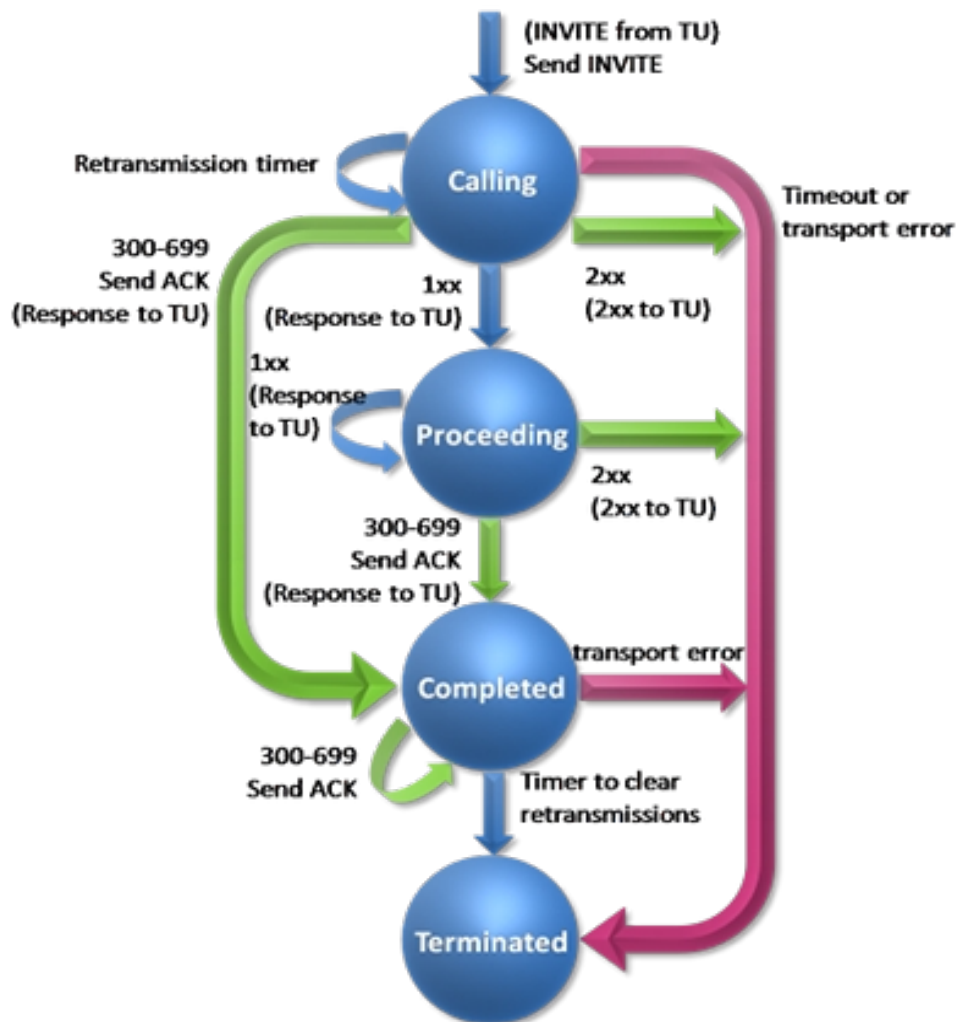 (INVITE from TU)
Send INVITE
Retransmission timer
Calling
Timeout or
transport error
300-699
Send ACK
(Response to TU)
1xx
(Response to TU)
2xx
(2xx to TU)
1xx
(Response
to TU)
Proceeding
2xx
(2xx to TU)
300-699
Send ACK
(Response to TU)
transport error
Completed
300-699
Send ACK
Timer to clear
retransmissions
Terminated